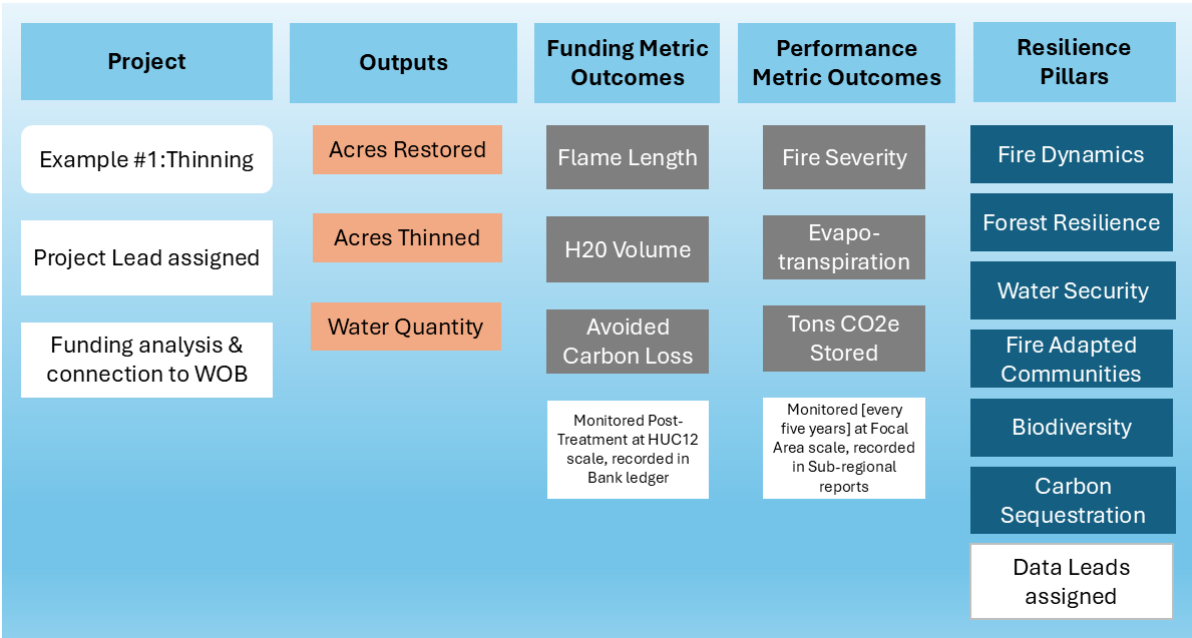 Project
Outputs
Funding Metric
Outcomes
Performance
Metric Outcomes
Resilience
Pillars
Example #1:Thinning
Project Lead assigned
Funding analysis &
connection to WOB
Acres Restored
Acres Thinned
Water Quantity
Flame Length
H20 Volume
Avoided
Carbon Loss
Monitored Post-
Treatment at HUC12
scale, recorded in
Bank ledger
Fire Severity
Evapo-
transpiration
Tons CO2e
Stored
Monitored [every
five years] at Focal
Area scale, recorded
in Sub-regional
reports
Fire Dynamics
Forest Resilience
Water Security
Fire Adapted
Communities
Biodiversity
Carbon
Sequestration
Data Leads
assigned